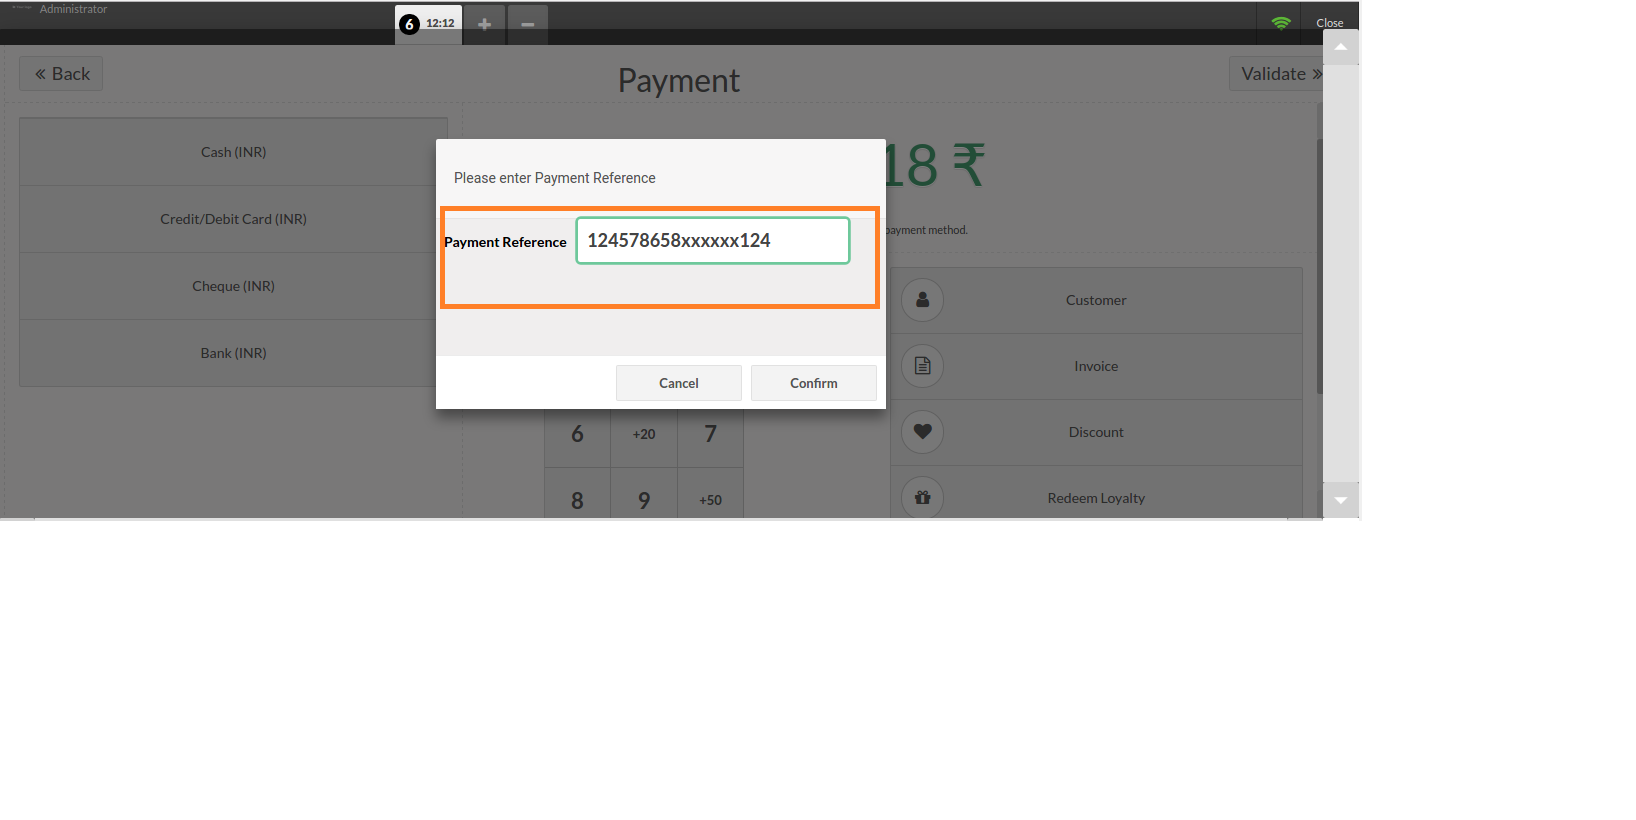 Administrator
6 12:12
Close
Back
Payment
Validate
Cash (INR)
Credit/Debit Card (INR)
Cheque (INR)
Bank (INR)
18 ₹
payment method.
Please enter Payment Reference
Payment Reference 124578658xxxxxx124
Cancel Confirm
6 +20 7
8 9 +50
Customer
Invoice
Discount
Redeem Loyalty